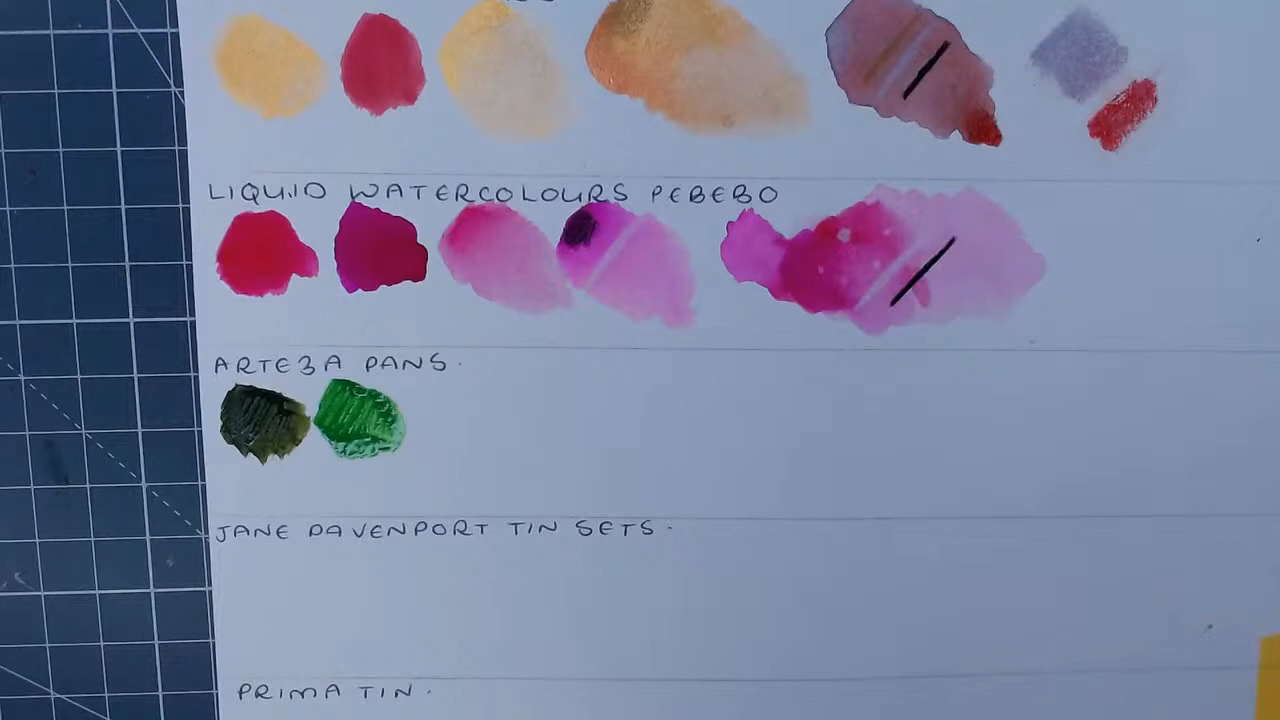 LIQUID WATERCOLOURS PEBEBO
ARTEZA PANS.
JANE DAVENPORT TIN SETS.
PRIMA TIN.